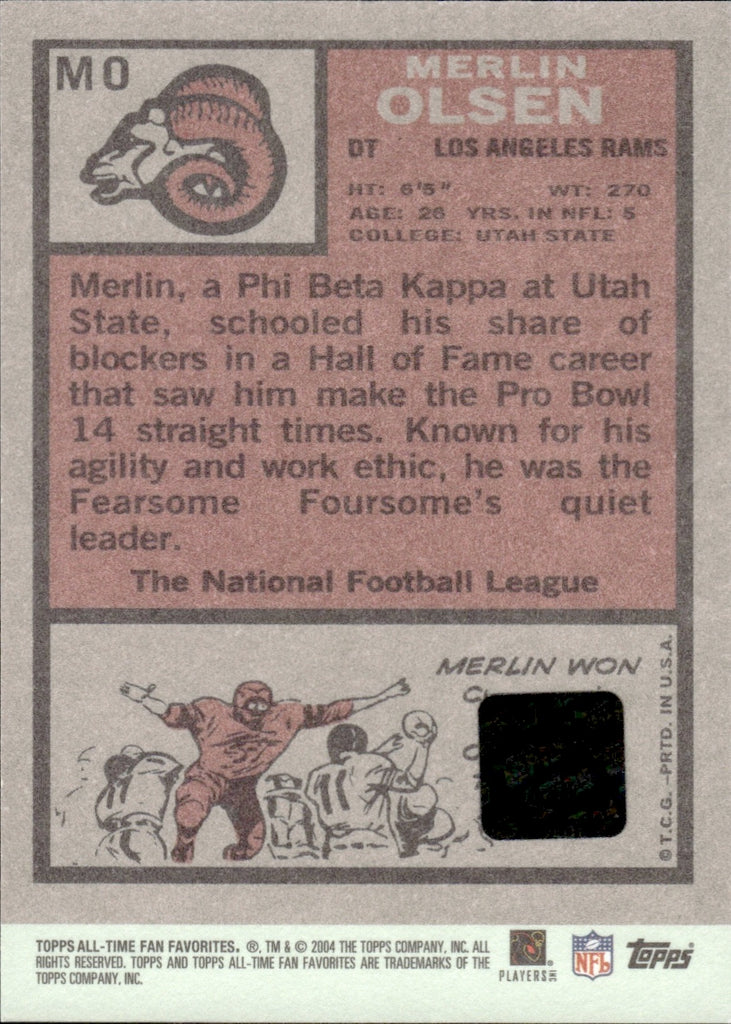 MO
MERLIN
OLSEN
DT LOS ANGELES RAMS
HT: 6'5" WT: 270
AGE: 26 YRS. IN NFL: 5
COLLEGE: UTAH STATE
Merlin, a Phi Beta Kappa at Utah
State, schooled his share of
blockers in a Hall of Fame career
that saw him make the Pro Bowl
14 straight times. Known for his
agility and work ethic, he was the
Fearsome Foursome's quiet
leader.
The National Football League
MERLIN WON
11
11
© T.C.G.—PRTD. IN U.S.A.
TOPPS ALL-TIME FAN FAVORITES. ®, TM & © 2004 THE TOPPS COMPANY, INC. ALL
RIGHTS RESERVED. TOPPS AND TOPPS ALL-TIME FAN FAVORITES ARE TRADEMARKS OF THE
TOPPS COMPANY, INC.
PLAYERS INC
NFL
TOPPS